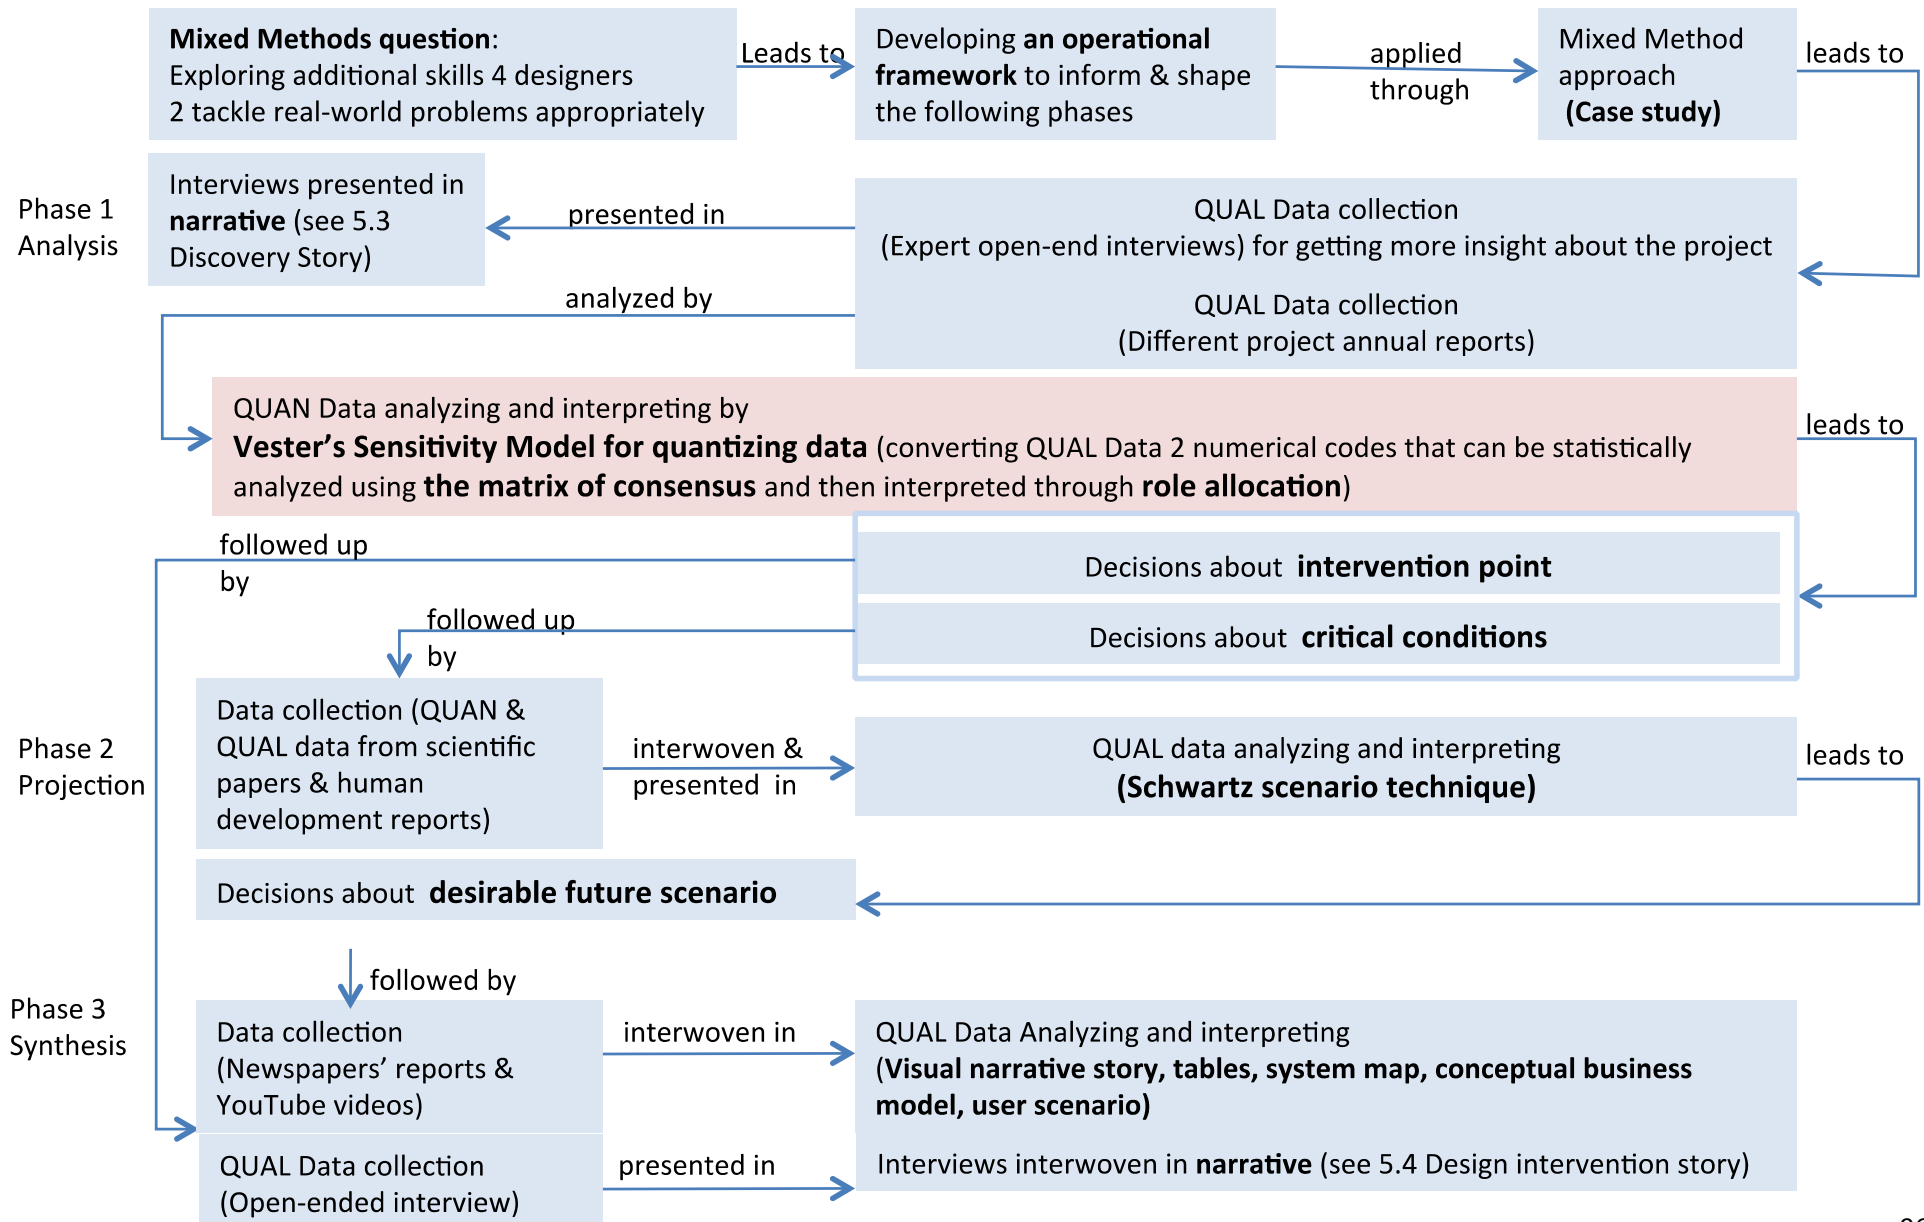 Mixed Methods question:
Exploring additional skills 4 designers
2 tackle real-world problems appropriately
Leads to
Developing an operational
framework to inform & shape
the following phases
applied
through
Mixed Method
approach
(Case study)
leads to
Phase 1
Analysis
Interviews presented in
narrative (see 5.3
Discovery Story)
presented in
QUAL Data collection
(Expert open-end interviews) for getting more insight about the project
QUAL Data collection
(Different project annual reports)
analyzed by
QUAN Data analyzing and interpreting by
Vester’s Sensitivity Model for quantizing data (converting QUAL Data 2 numerical codes that can be statistically
analyzed using the matrix of consensus and then interpreted through role allocation)
leads to
followed up
by
Decisions about intervention point
followed up
by
Decisions about critical conditions
Phase 2
Projection
Data collection (QUAN &
QUAL data from scientific
papers & human
development reports)
interwoven &
presented in
QUAL data analyzing and interpreting
(Schwartz scenario technique)
leads to
Decisions about desirable future scenario
followed by
Phase 3
Synthesis
Data collection
(Newspapers’ reports &
YouTube videos)
interwoven in
QUAL Data Analyzing and interpreting
(Visual narrative story, tables, system map, conceptual business
model, user scenario)
QUAL Data collection
(Open-ended interview)
presented in
Interviews interwoven in narrative (see 5.4 Design intervention story)